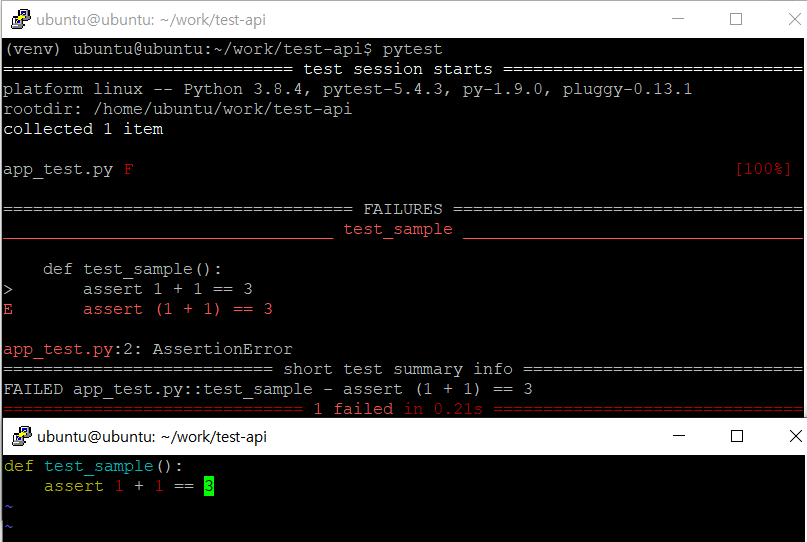 ubuntu@ubuntu: ~/work/test-api
(venv) ubuntu@ubuntu:~/work/test-api$ pytest
============================= test session starts ==============================
platform linux -- Python 3.8.4, pytest-5.4.3, py-1.9.0, pluggy-0.13.1
rootdir: /home/ubuntu/work/test-api
collected 1 item
app_test.py F [100%]
=================================== FAILURES ===================================
_________________________________ test_sample __________________________________
def test_sample():
> assert 1 + 1 == 3
E assert (1 + 1) == 3
app_test.py:2: AssertionError
=========================== short test summary info ============================
FAILED app_test.py::test_sample - assert (1 + 1) == 3
============================== 1 failed in 0.21s ===============================
ubuntu@ubuntu: ~/work/test-api
def test_sample():
assert 1 + 1 == 3
~
~